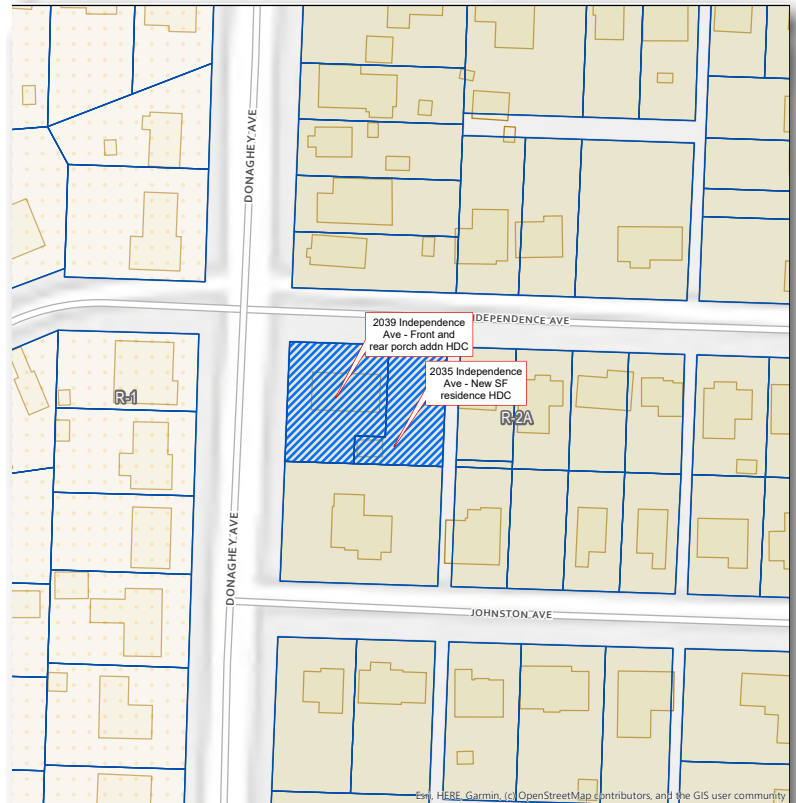 DONAGHEY AVE
INDEPENDENCE AVE
2039 Independence
Ave - Front and
rear porch addn HDC
2035 Independence
Ave - New SF
residence HDC
R-1
R-2A
DONAGHEY AVE
JOHNSTON AVE
Esri, HERE, Garmin, (c) OpenStreetMap contributors, and the GIS user community